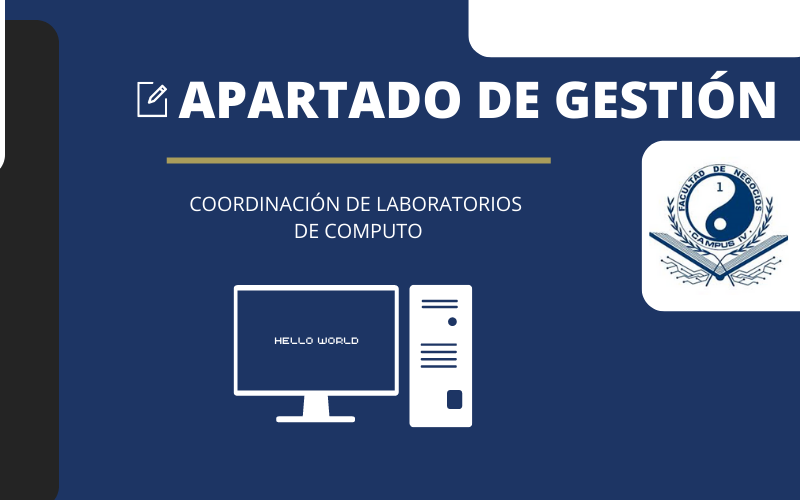 APARTADO DE GESTIÓN
COORDINACIÓN DE LABORATORIOS
DE COMPUTO
FACULTAD DE NEGOCIOS
1
CAMPUS IV
HELLO WORLD